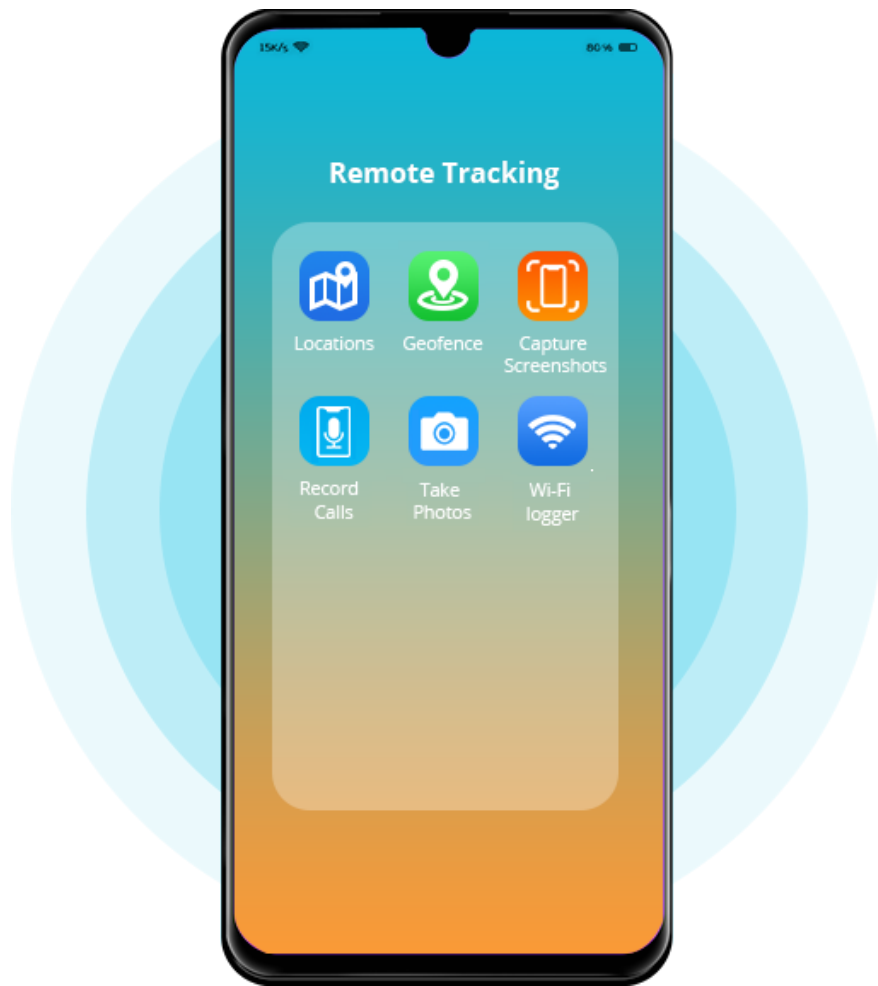 15K/s 80%
Remote Tracking
Locations Geofence Capture
Screenshots
Record Take Wi-Fi
Calls Photos logger